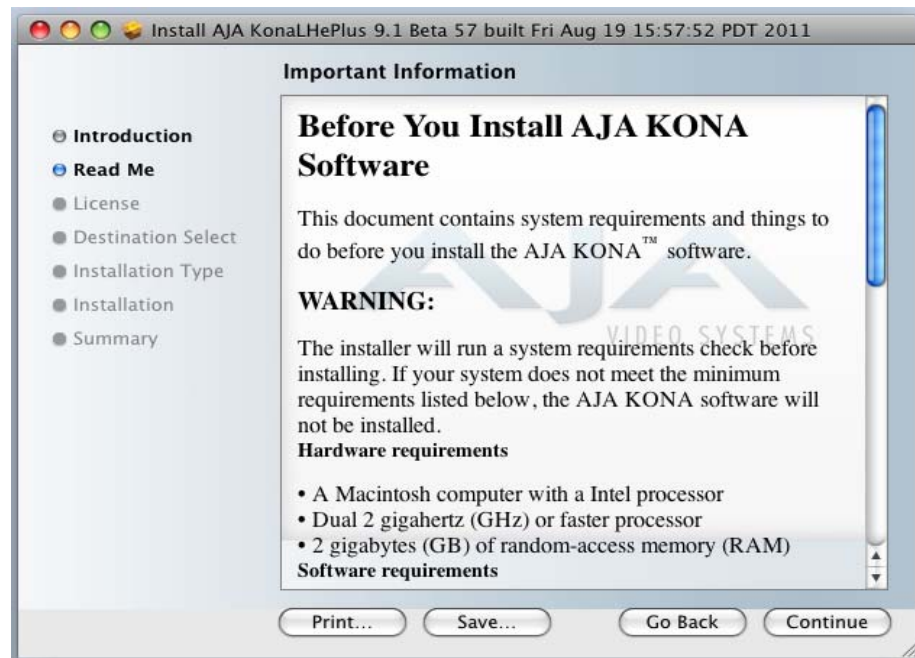 Install AJA KonaLHePlus 9.1 Beta 57 built Fri Aug 19 15:57:52 PDT 2011
Important Information
Introduction
Read Me
License
Destination Select
Installation Type
Installation
Summary
Before You Install AJA KONA
Software
This document contains system requirements and things to
do before you install the AJA KONA™ software.
WARNING:
The installer will run a system requirements check before
installing. If your system does not meet the minimum
requirements listed below, the AJA KONA software will
not be installed.
Hardware requirements
• A Macintosh computer with a Intel processor
• Dual 2 gigahertz (GHz) or faster processor
• 2 gigabytes (GB) of random-access memory (RAM)
Software requirements
AJA
VIDEO SYSTEMS
Print...
Save...
Go Back
Continue